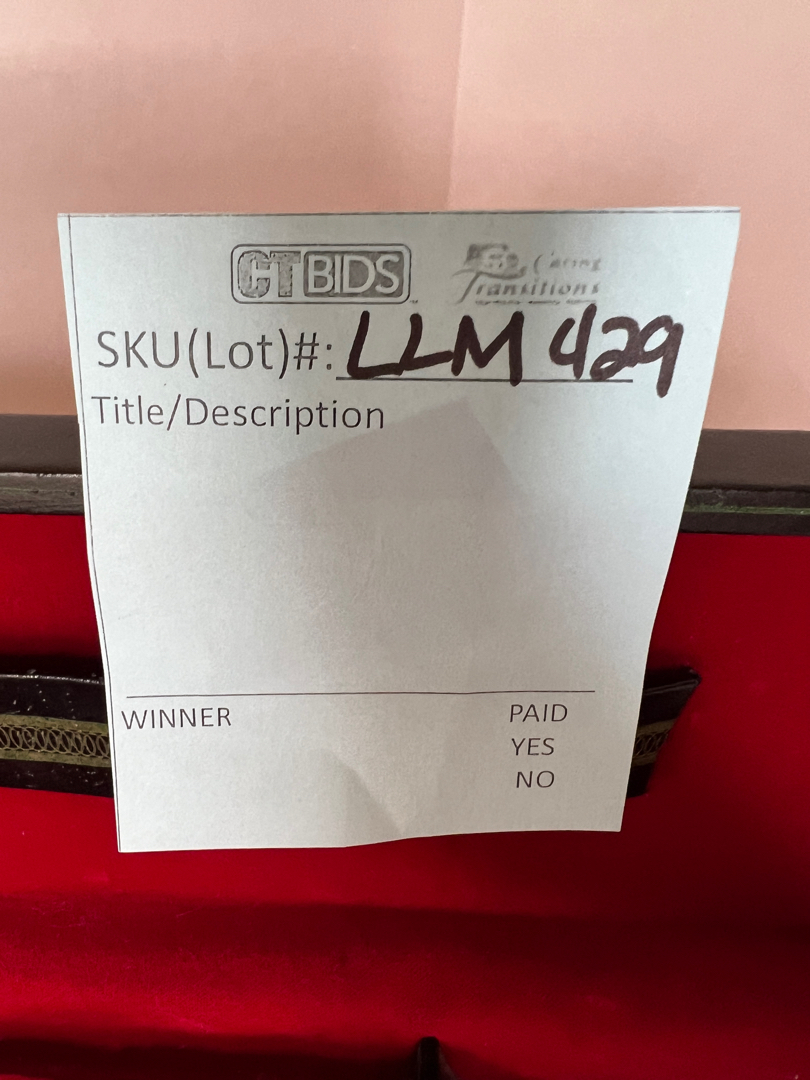 CTBIDS
Caring
Transitions
SKU(Lot)#: LLM 429
Title/Description
WINNER
PAID
YES
NO